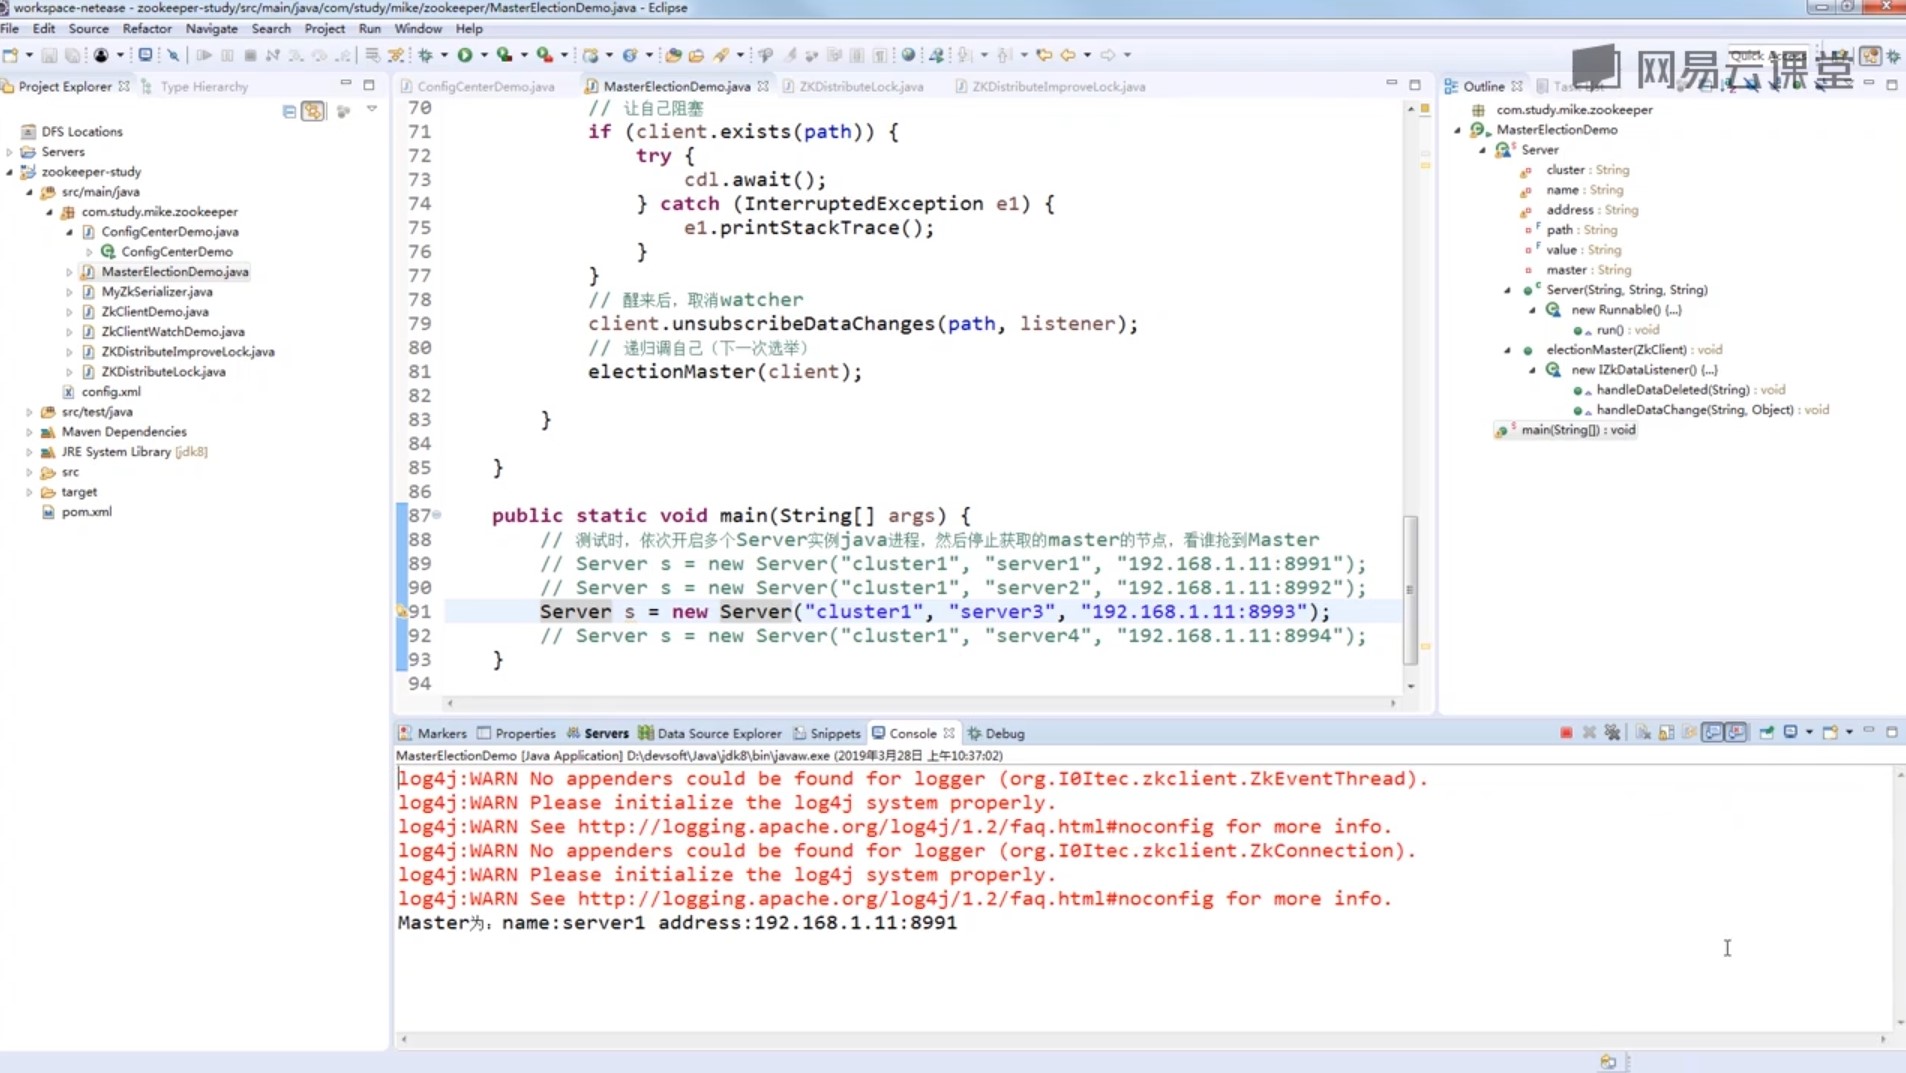 workspace-netease - zookeeper-study/src/main/java/com/study/mike/zookeeper/MasterElectionDemo.java - Eclipse
File Edit Source Refactor Navigate Search Project Run Window Help
网易云课堂
Project Explorer Type Hierarchy
DFS Locations
Servers
zookeeper-study
src/main/java
com.study.mike.zookeeper
ConfigCenterDemo.java
ConfigCenterDemo
MasterElectionDemo.java
MyZkSerializer.java
ZkClientDemo.java
ZkClientWatchDemo.java
ZKDistributeImproveLock.java
ZKDistributeLock.java
config.xml
src/test/java
Maven Dependencies
JRE System Library [jdk8]
src
target
pom.xml
ConfigCenterDemo.java MasterElectionDemo.java ZKDistributeLock.java ZKDistributeImproveLock.java
70 // 让自己阻塞
71 if (client.exists(path)) {
72 try {
73 cdl.await();
74 } catch (InterruptedException e1) {
75 e1.printStackTrace();
76 }
77 }
78 // 醒来后，取消watcher
79 client.unsubscribeDataChanges(path, listener);
80 // 递归调自己（下一次选举）
81 electionMaster(client);
82
83 }
84
85 }
86
87 public static void main(String[] args) {
88 // 测试时，依次开启多个Server实例java进程，然后停止获取的master的节点，看谁抢到Master
89 // Server s = new Server("cluster1", "server1", "192.168.1.11:8991");
90 // Server s = new Server("cluster1", "server2", "192.168.1.11:8992");
91 Server s = new Server("cluster1", "server3", "192.168.1.11:8993");
92 // Server s = new Server("cluster1", "server4", "192.168.1.11:8994");
93 }
94
Outline
com.study.mike.zookeeper
MasterElectionDemo
Server
cluster : String
name : String
address : String
path : String
value : String
master : String
Server(String, String, String)
new Runnable() {...}
run() : void
electionMaster(ZkClient) : void
new IZkDataListener() {...}
handleDataDeleted(String) : void
handleDataChange(String, Object) : void
main(String[]) : void
Markers Properties Servers Data Source Explorer Snippets Console Debug
MasterElectionDemo [Java Application] D:\devsoft\Java\jdk8\bin\javaw.exe (2019年3月28日 上午10:37:02)
log4j:WARN No appenders could be found for logger (org.I0Itec.zkclient.ZkEventThread).
log4j:WARN Please initialize the log4j system properly.
log4j:WARN See http://logging.apache.org/log4j/1.2/faq.html#noconfig for more info.
log4j:WARN No appenders could be found for logger (org.I0Itec.zkclient.ZkConnection).
log4j:WARN Please initialize the log4j system properly.
log4j:WARN See http://logging.apache.org/log4j/1.2/faq.html#noconfig for more info.
Master为：name:server1 address:192.168.1.11:8991